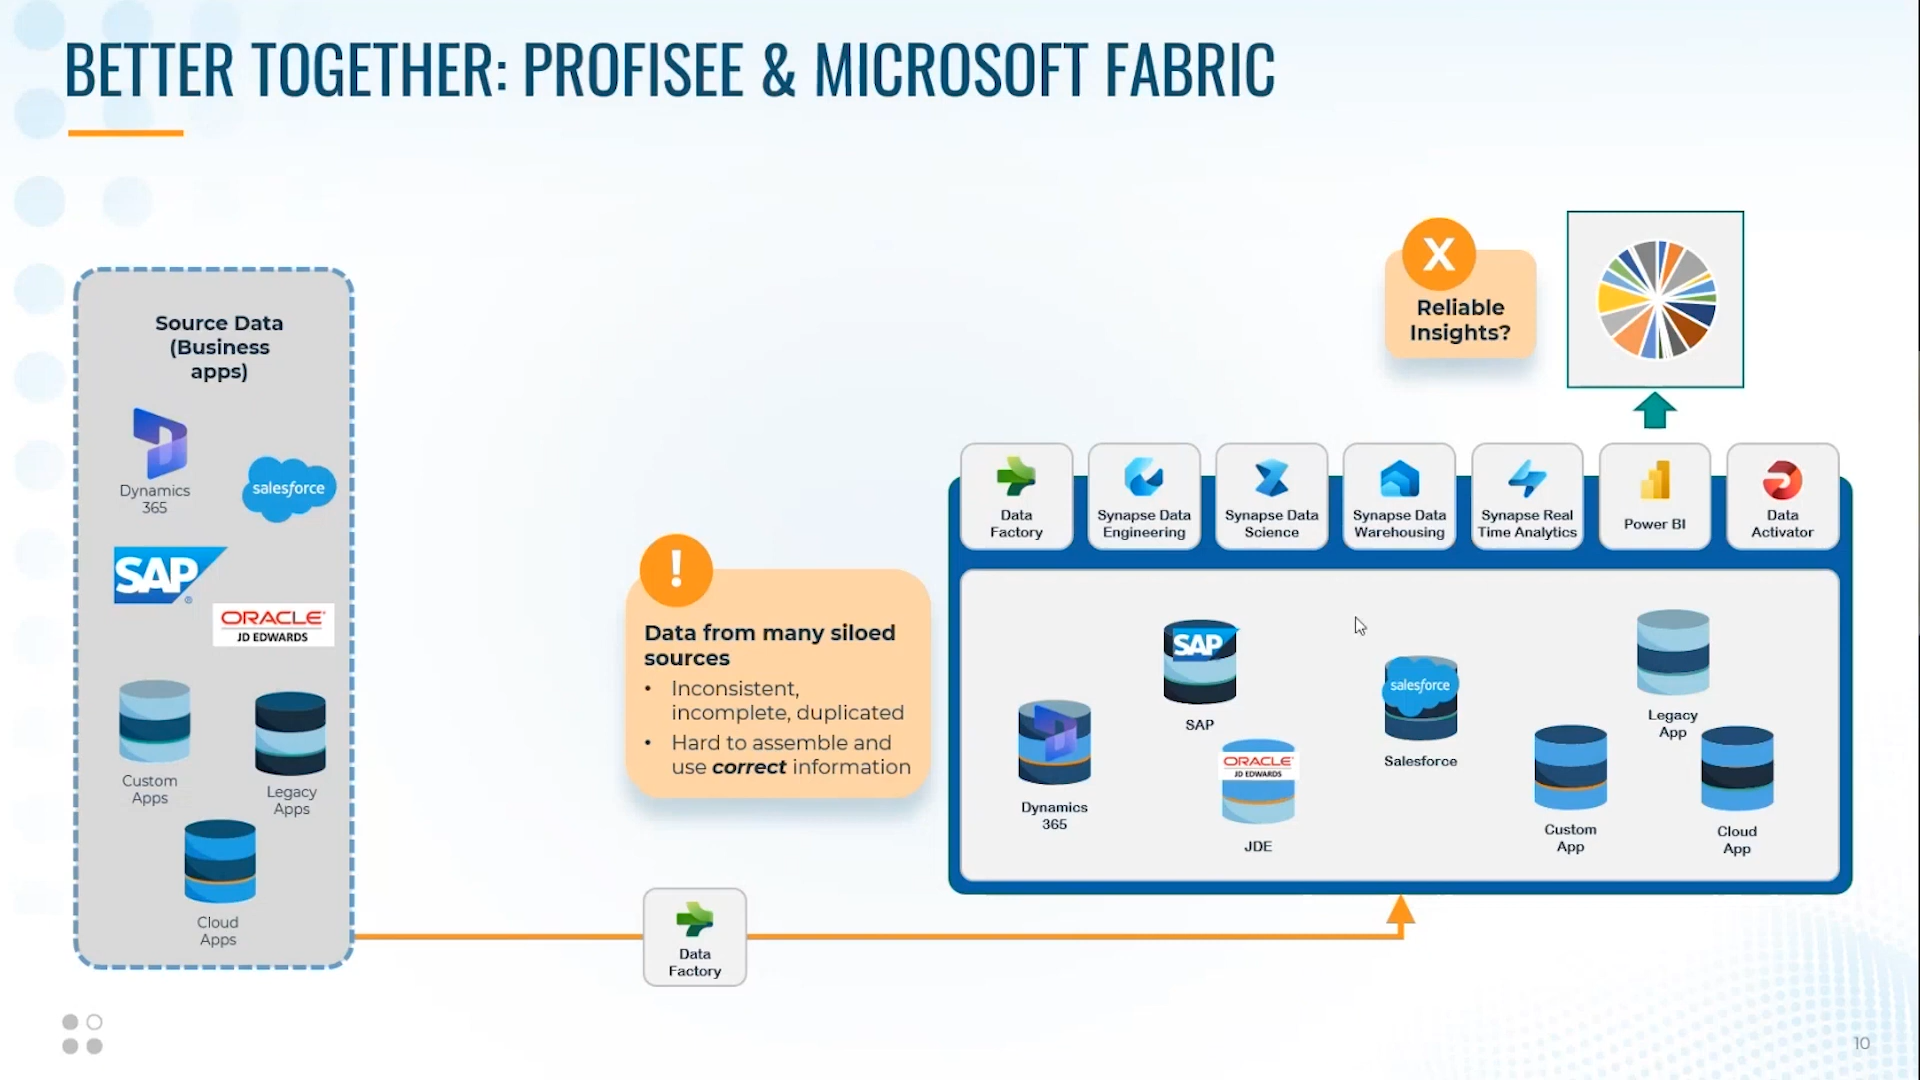 BETTER TOGETHER: PROFISEE & MICROSOFT FABRIC
Source Data
(Business
apps)
Dynamics
365
salesforce
SAP
®
ORACLE®
JD EDWARDS
Custom
Apps
Legacy
Apps
Cloud
Apps
!
Data from many siloed
sources
• Inconsistent,
incomplete, duplicated
• Hard to assemble and
use correct information
Data
Factory
X
Reliable
Insights?
Data
Factory
Synapse Data
Engineering
Synapse Data
Science
Synapse Data
Warehousing
Synapse Real
Time Analytics
Power BI
Data
Activator
Dynamics
365
SAP
SAP
ORACLE®
JD EDWARDS
JDE
salesforce
Salesforce
Custom
App
Legacy
App
Cloud
App
10